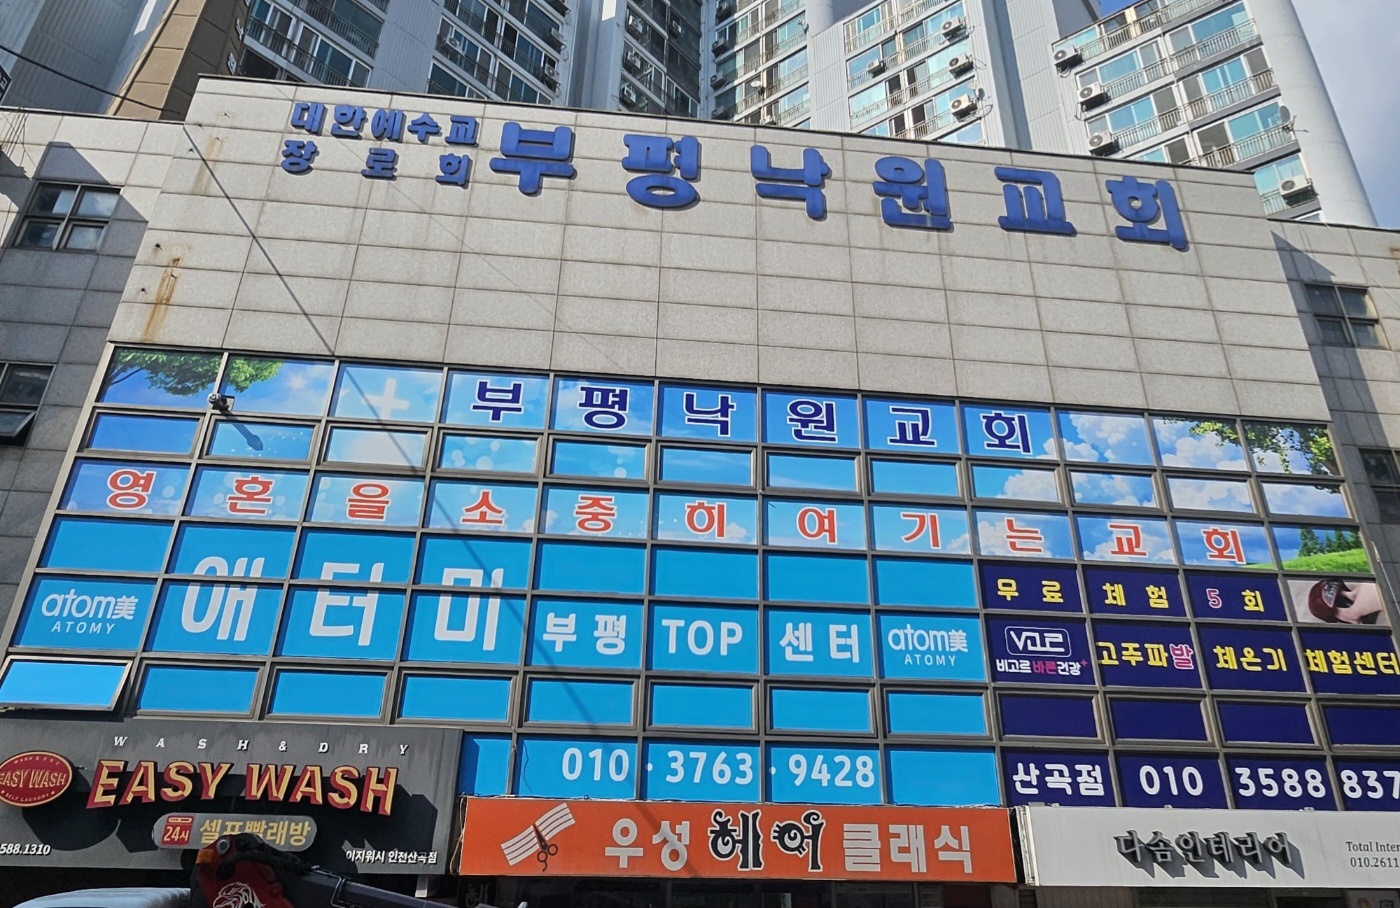 대한예수교
장로회
부평낙원교회
부평낙원교회
영혼을 소중히 여기는 교회
atom美
ATOMY
애터미 부평 TOP 센터
atom美
ATOMY
010·3763·9428
무료 체험 5회
비고르 바른건강+
고주파발 체온기 체험센터
산곡점 010 3588 837
WASH & DRY
EASY WASH
EASY WASH
24시 셀프빨래방
588.1310
이지워시 인천산곡점
우성헤어클래식
다솜인테리어
Total Inter
010.2611